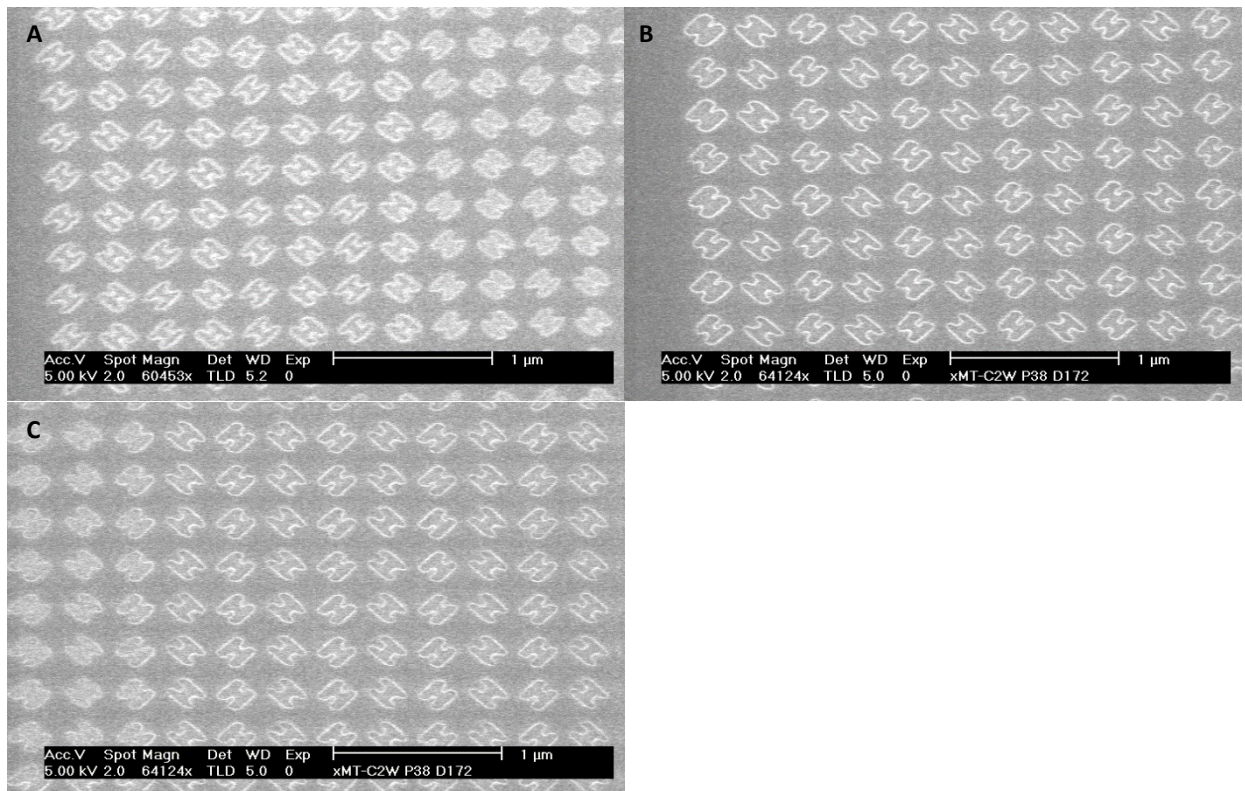 A
Acc.V Spot Magn Det WD Exp 1 µm
5.00 kV 2.0 60453x TLD 5.2 0
B
Acc.V Spot Magn Det WD Exp 1 µm
5.00 kV 2.0 64124x TLD 5.0 0 xMT-C2W P38 D172
C
Acc.V Spot Magn Det WD Exp 1 µm
5.00 kV 2.0 64124x TLD 5.0 0 xMT-C2W P38 D172